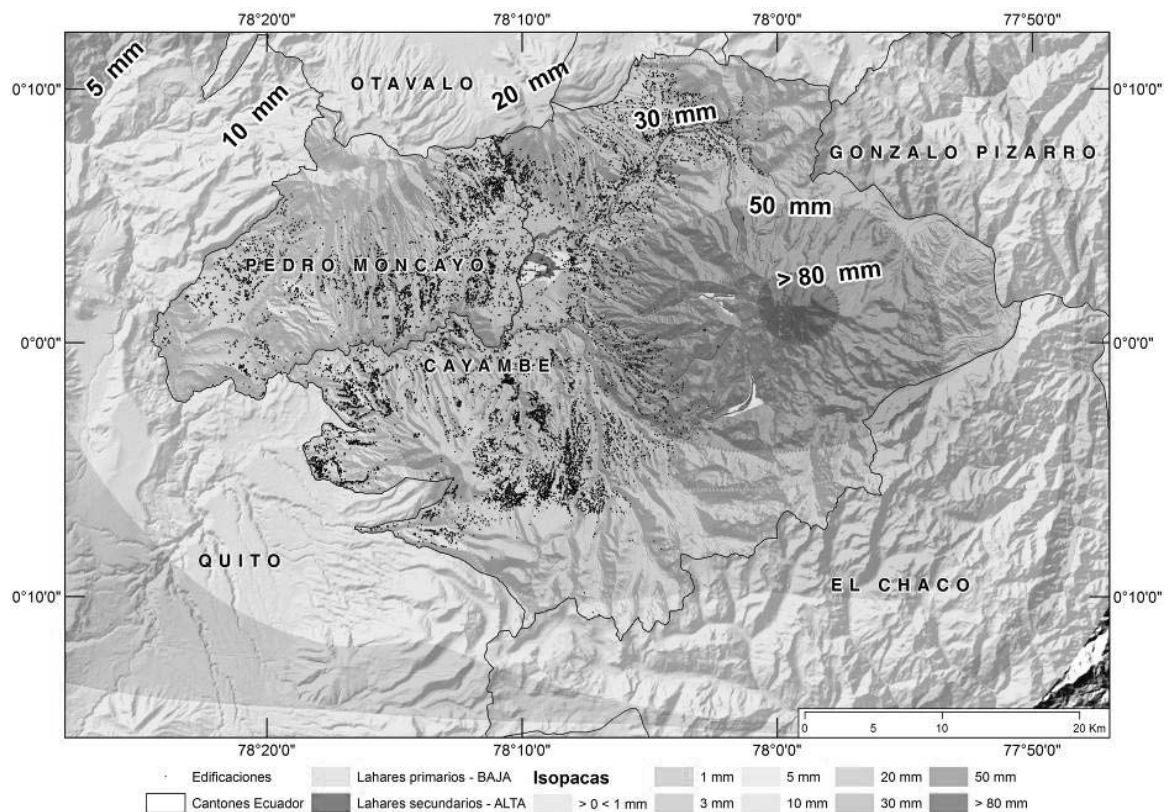 78°20'0" 78°10'0" 78°0'0" 77°50'0"
5 mm
OTAVALO
20 mm
0°10'0" 0°10'0"
10 mm
30 mm
GONZALO PIZARRO
50 mm
PEDRO MONCAYO
> 80 mm
0°0'0" 0°0'0"
CAYAMBE
QUITO
EL CHACO
0°10'0" 0°10'0"
0 5 10 20 Km
78°20'0" 78°10'0" 78°0'0" 77°50'0"
Edificaciones Lahares primarios - BAJA Isopacas 1 mm 5 mm 20 mm 50 mm
Cantones Ecuador Lahares secundarios - ALTA > 0 < 1 mm 3 mm 10 mm 30 mm > 80 mm